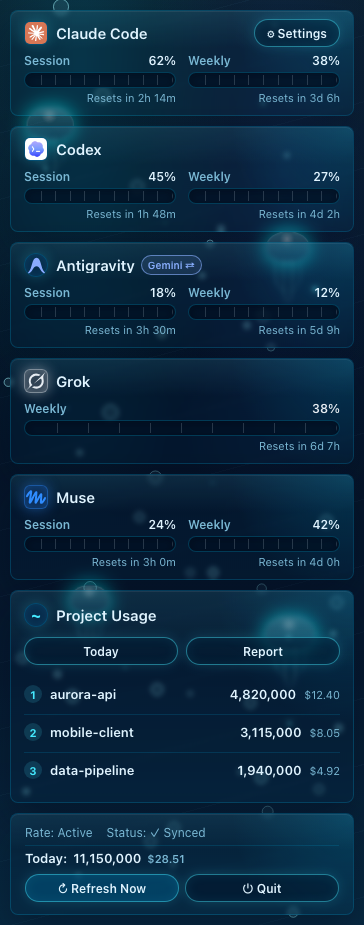 Claude Code ⚙ Settings
Session 62% Weekly 38%
Resets in 2h 14m Resets in 3d 6h
Codex
Session 45% Weekly 27%
Resets in 1h 48m Resets in 4d 2h
Antigravity Gemini ⇄
Session 18% Weekly 12%
Resets in 3h 30m Resets in 5d 9h
Grok
Weekly 38%
Resets in 6d 7h
Muse
Session 24% Weekly 42%
Resets in 3h 0m Resets in 4d 0h
~ Project Usage
Today Report
1 aurora-api 4,820,000 $12.40
2 mobile-client 3,115,000 $8.05
3 data-pipeline 1,940,000 $4.92
Rate: Active Status: ✓ Synced
Today: 11,150,000 $28.51
↻ Refresh Now ⏻ Quit